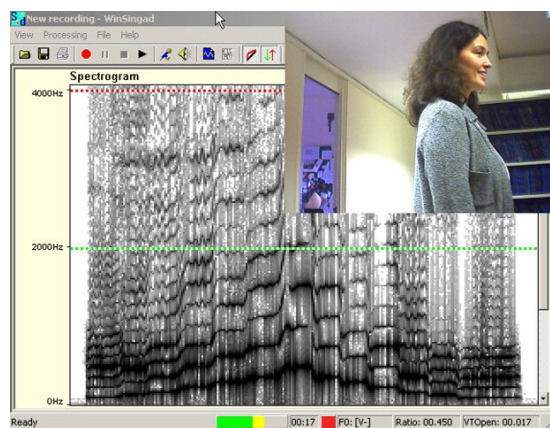 New recording - WinSingad
View Processing File Help
Spectrogram
4000Hz
2000Hz
0Hz
Ready 00:17 F0: [V-] Ratio: 00.450 VTOpen: 00.017